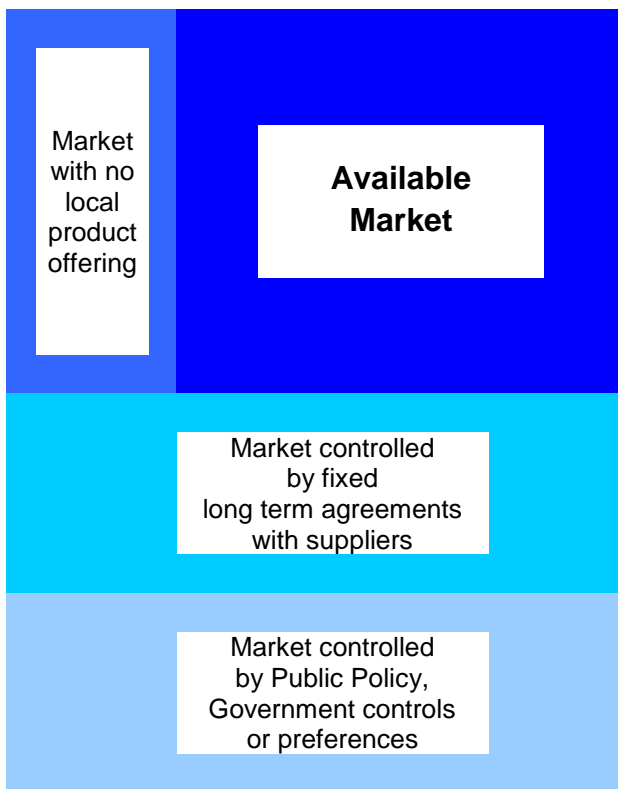 Market
with no
local
product
offering
Available
Market
Market controlled
by fixed
long term agreements
with suppliers
Market controlled
by Public Policy,
Government controls
or preferences